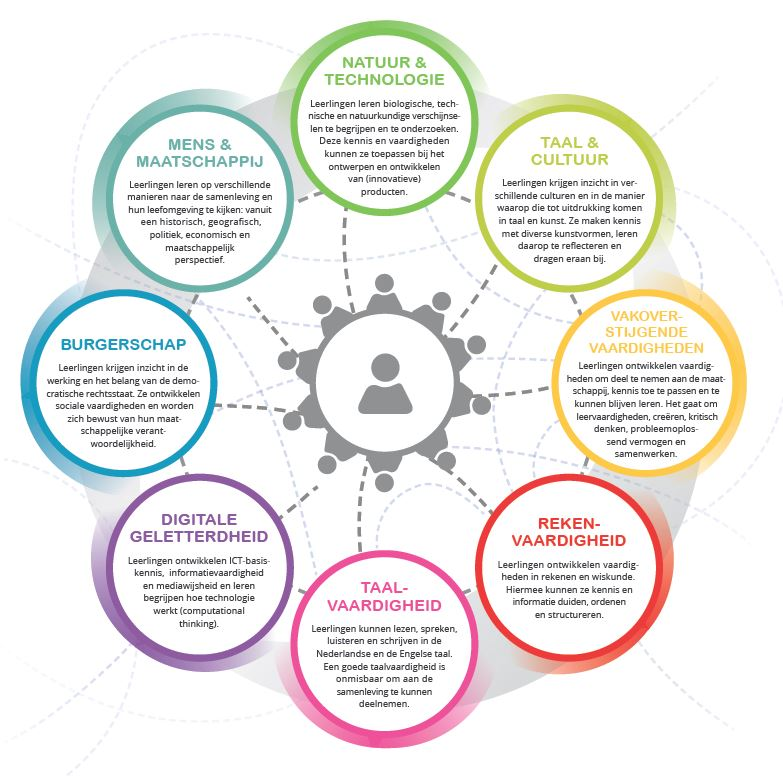 NATUUR &
TECHNOLOGIE
Leerlingen leren biologische, tech-
nische en natuurkundige verschijnse-
len te begrijpen en te onderzoeken.
Deze kennis en vaardigheden
kunnen ze toepassen bij het
ontwerpen en ontwikkelen
van (innovatieve)
producten.
TAAL &
CULTUUR
Leerlingen krijgen inzicht in ver-
schillende culturen en in de manier
waarop die tot uitdrukking komen
in taal en kunst. Ze maken kennis
met diverse kunstvormen, leren
daarop te reflecteren en
dragen eraan bij.
VAKOVER-
STIJGENDE
VAARDIGHEDEN
Leerlingen ontwikkelen vaardig-
heden om deel te nemen aan de maat-
schappij, kennis toe te passen en te
kunnen blijven leren. Het gaat om
leervaardigheden, creëren, kritisch
denken, probleemoplos-
send vermogen en
samenwerken.
REKEN-
VAARDIGHEID
Leerlingen ontwikkelen vaardig-
heden in rekenen en wiskunde.
Hiermee kunnen ze kennis en
informatie duiden, ordenen
en structureren.
TAAL-
VAARDIGHEID
Leerlingen kunnen lezen, spreken,
luisteren en schrijven in de
Nederlandse en de Engelse taal.
Een goede taalvaardigheid is
onmisbaar om aan de
samenleving te kunnen
deelnemen.
DIGITALE
GELETTERDHEID
Leerlingen ontwikkelen ICT-basis-
kennis, informatievaardigheid
en mediawijsheid en leren
begrijpen hoe technologie
werkt (computational
thinking).
BURGERSCHAP
Leerlingen krijgen inzicht in de
werking en het belang van de demo-
cratische rechtsstaat. Ze ontwikkelen
sociale vaardigheden en worden
zich bewust van hun maat-
schappelijke verant-
woordelijkheid.
MENS &
MAATSCHAPPIJ
Leerlingen leren op verschillende
manieren naar de samenleving en
hun leefomgeving te kijken: vanuit
een historisch, geografisch,
politiek, economisch en
maatschappelijk
perspectief.